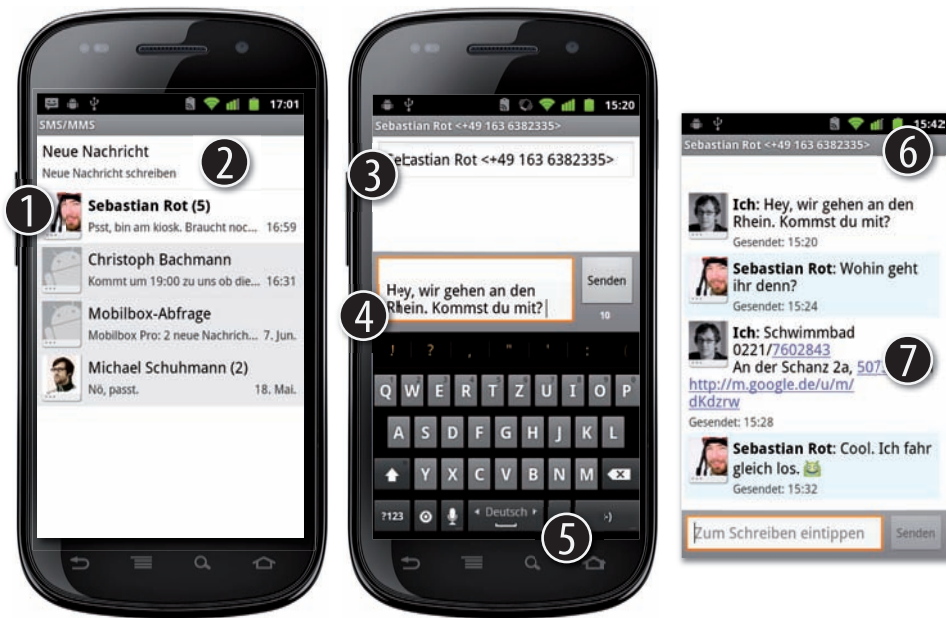 17:01
SMS/MMS
Neue Nachricht
Neue Nachricht schreiben
2
1
Sebastian Rot (5)
Psst, bin am kiosk. Braucht noc... 16:59
Christoph Bachmann
Kommt um 19:00 zu uns ob die... 16:31
Mobilbox-Abfrage
Mobilbox Pro: 2 neue Nachrich... 7. Jun.
Michael Schuhmann (2)
Nö, passt. 18. Mai.
15:20
Sebastian Rot <+49 163 6382335>
3
Sebastian Rot <+49 163 6382335>
Hey, wir gehen an den
Rhein. Kommst du mit?
Senden
10
4
! ? , " ' : (
Q W E R T Z U I O P
A S D F G H J K L
Y X C V B N M
?123 Deutsch :-)
5
15:42
Sebastian Rot <+49 163 6382335>
6
Ich: Hey, wir gehen an den
Rhein. Kommst du mit?
Gesendet: 15:20
Sebastian Rot: Wohin geht
ihr denn?
Gesendet: 15:24
Ich: Schwimmbad
0221/7602843
An der Schanz 2a,
7
http://m.google.de/u/m/
dKdzrw
Gesendet: 15:28
Sebastian Rot: Cool. Ich fahr
gleich los.
Gesendet: 15:32
Zum Schreiben eintippen Senden